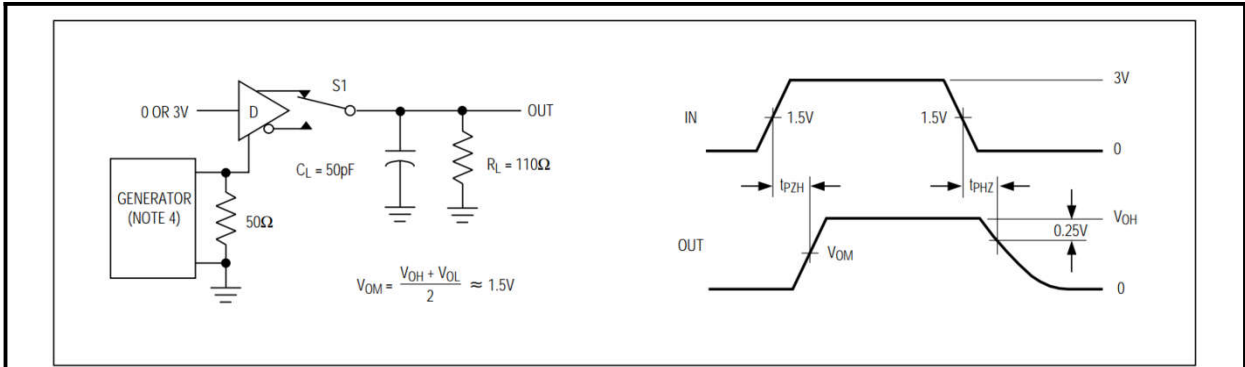 0 OR 3V
D
S1
OUT
C_L = 50pF
R_L = 110Ω
GENERATOR
(NOTE 4)
50Ω
V_OM = (V_OH + V_OL) / 2 ≈ 1.5V
IN
3V
1.5V
1.5V
0
t_PZH
t_PHZ
OUT
V_OH
0.25V
V_OM
0